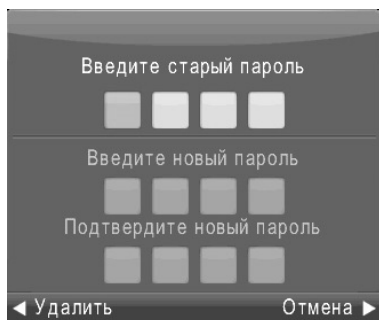 Введите старый пароль
Введите новый пароль
Подтвердите новый пароль
◀ Удалить Отмена ▶